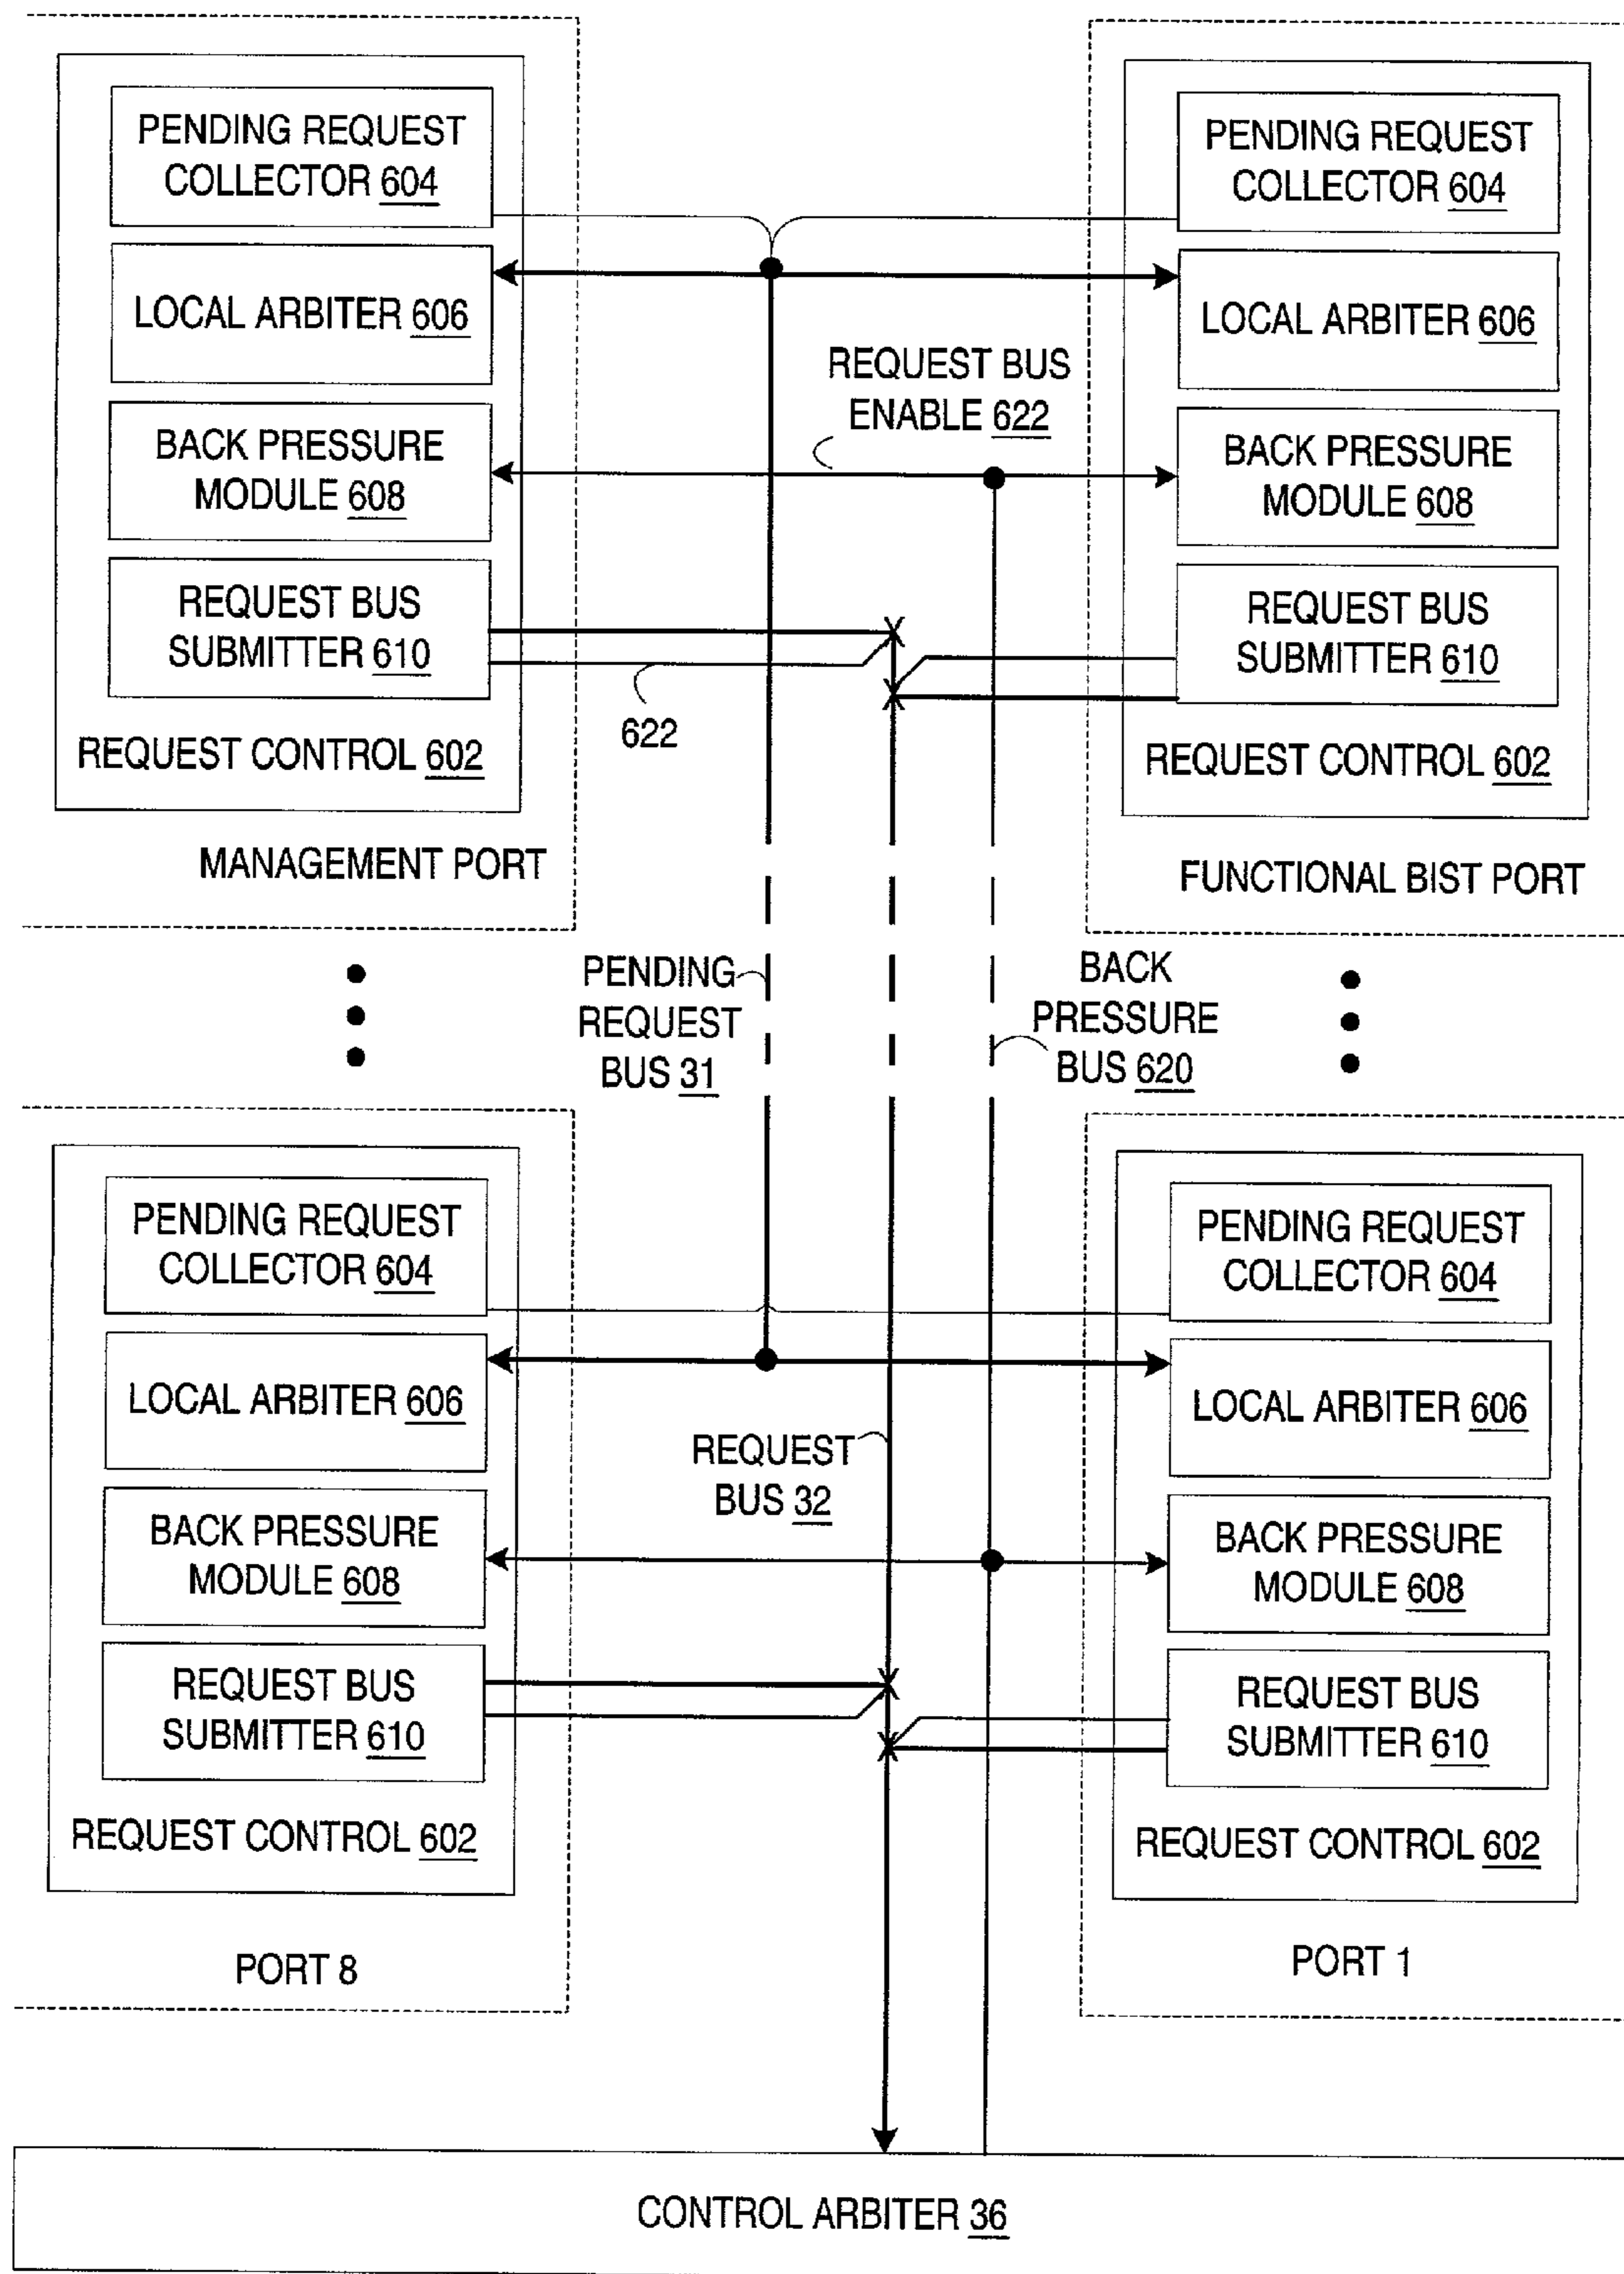 PENDING REQUEST
COLLECTOR 604
LOCAL ARBITER 606
BACK PRESSURE
MODULE 608
REQUEST BUS
SUBMITTER 610
REQUEST CONTROL 602
MANAGEMENT PORT
REQUEST BUS
ENABLE 622
622
PENDING REQUEST
COLLECTOR 604
LOCAL ARBITER 606
BACK PRESSURE
MODULE 608
REQUEST BUS
SUBMITTER 610
REQUEST CONTROL 602
FUNCTIONAL BIST PORT
PENDING
REQUEST
BUS 31
BACK
PRESSURE
BUS 620
PENDING REQUEST
COLLECTOR 604
LOCAL ARBITER 606
BACK PRESSURE
MODULE 608
REQUEST BUS
SUBMITTER 610
REQUEST CONTROL 602
PORT 8
REQUEST
BUS 32
PENDING REQUEST
COLLECTOR 604
LOCAL ARBITER 606
BACK PRESSURE
MODULE 608
REQUEST BUS
SUBMITTER 610
REQUEST CONTROL 602
PORT 1
CONTROL ARBITER 36